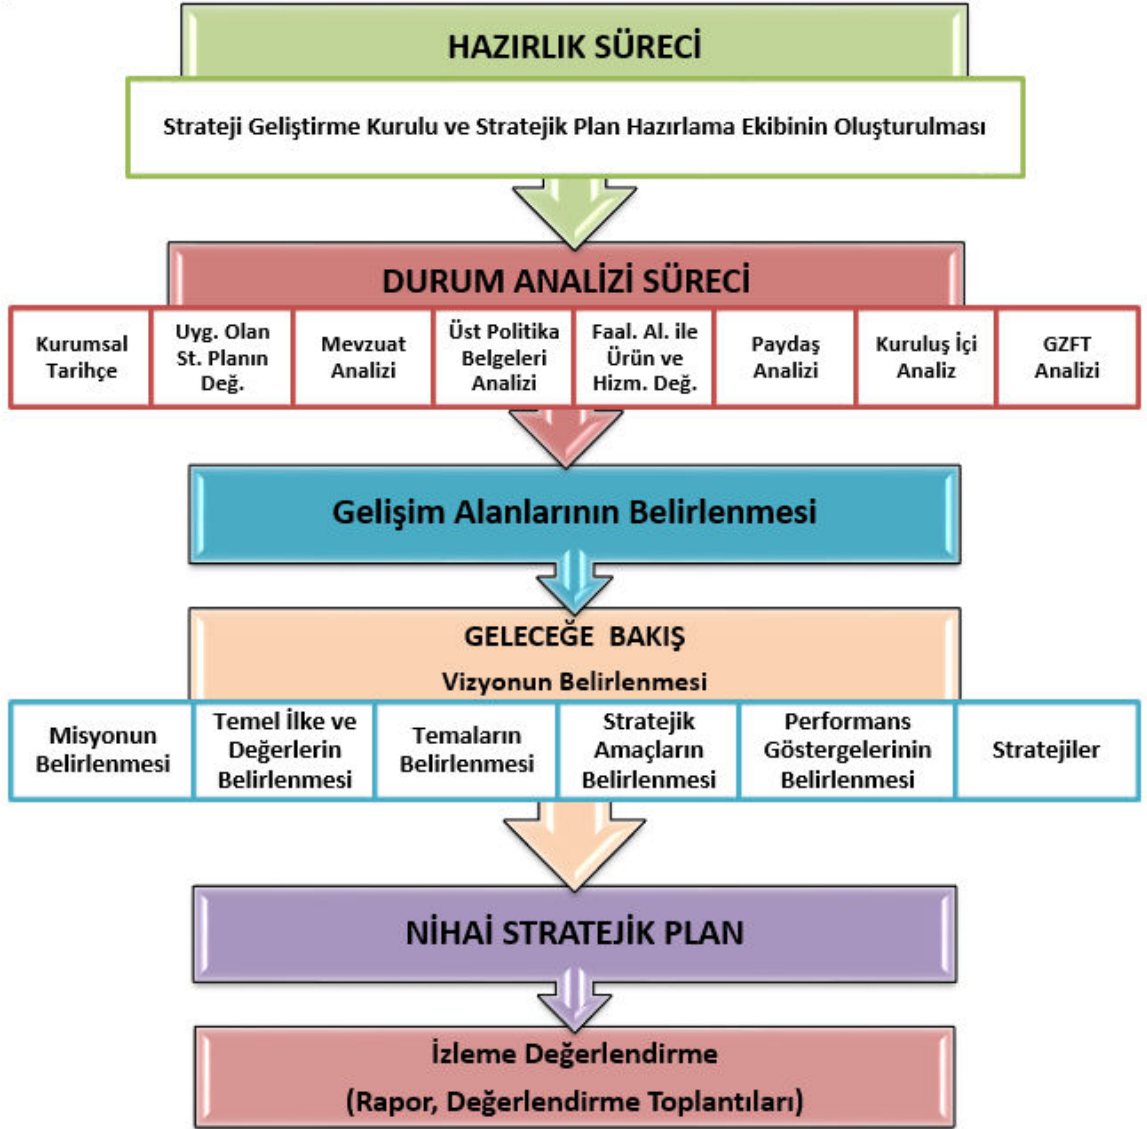 HAZIRLIK SÜRECİ
Strateji Geliştirme Kurulu ve Stratejik Plan Hazırlama Ekibinin Oluşturulması
DURUM ANALİZİ SÜRECİ
Kurumsal
Tarihçe
Uyg. Olan
St. Planın
Değ.
Mevzuat
Analizi
Üst Politika
Belgeleri
Analizi
Faal. Al. ile
Ürün ve
Hizm. Değ.
Paydaş
Analizi
Kuruluş İçi
Analiz
GZFT
Analizi
Gelişim Alanlarının Belirlenmesi
GELECEĞE BAKIŞ
Vizyonun Belirlenmesi
Misyonun
Belirlenmesi
Temel İlke ve
Değerlerin
Belirlenmesi
Temaların
Belirlenmesi
Stratejik
Amaçların
Belirlenmesi
Performans
Göstergelerinin
Belirlenmesi
Stratejiler
NİHAİ STRATEJİK PLAN
İzleme Değerlendirme
(Rapor, Değerlendirme Toplantıları)